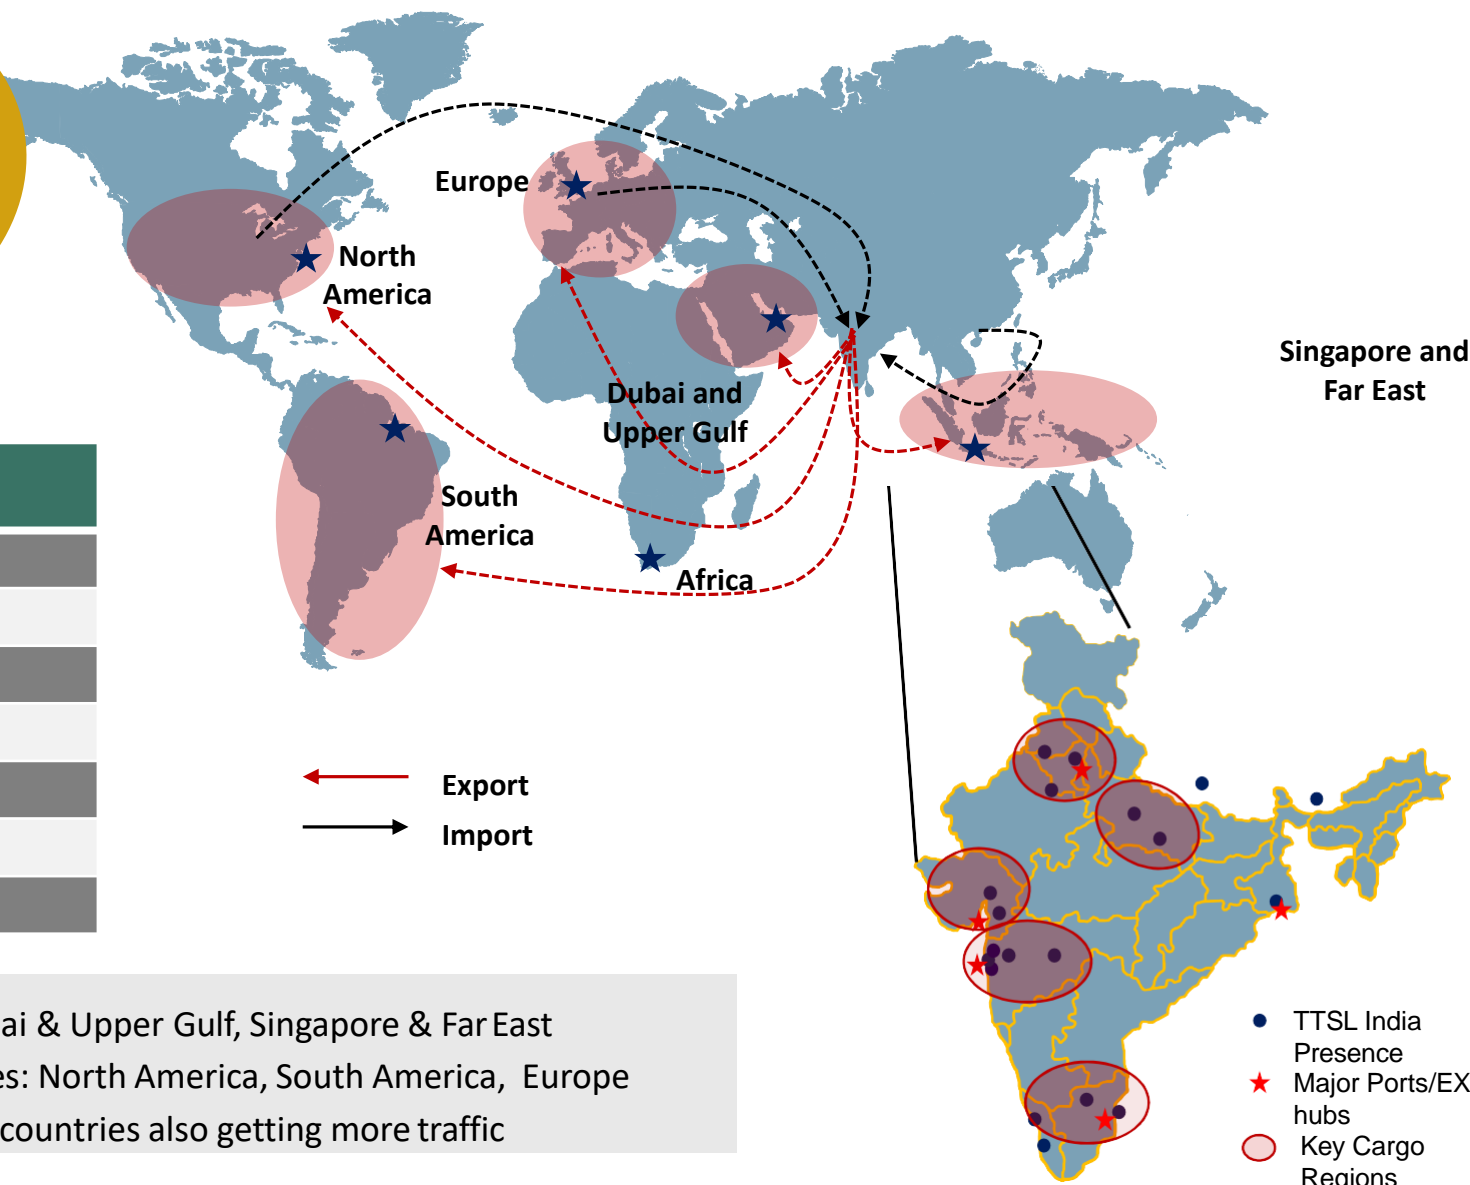 Europe
North
America
Singapore and
Far East
Dubai and
Upper Gulf
South
America
Africa
Export
Import
ai & Upper Gulf, Singapore & Far East
es: North America, South America, Europe
countries also getting more traffic
TTSL India
Presence
Major Ports/EX
hubs
Key Cargo
Regions